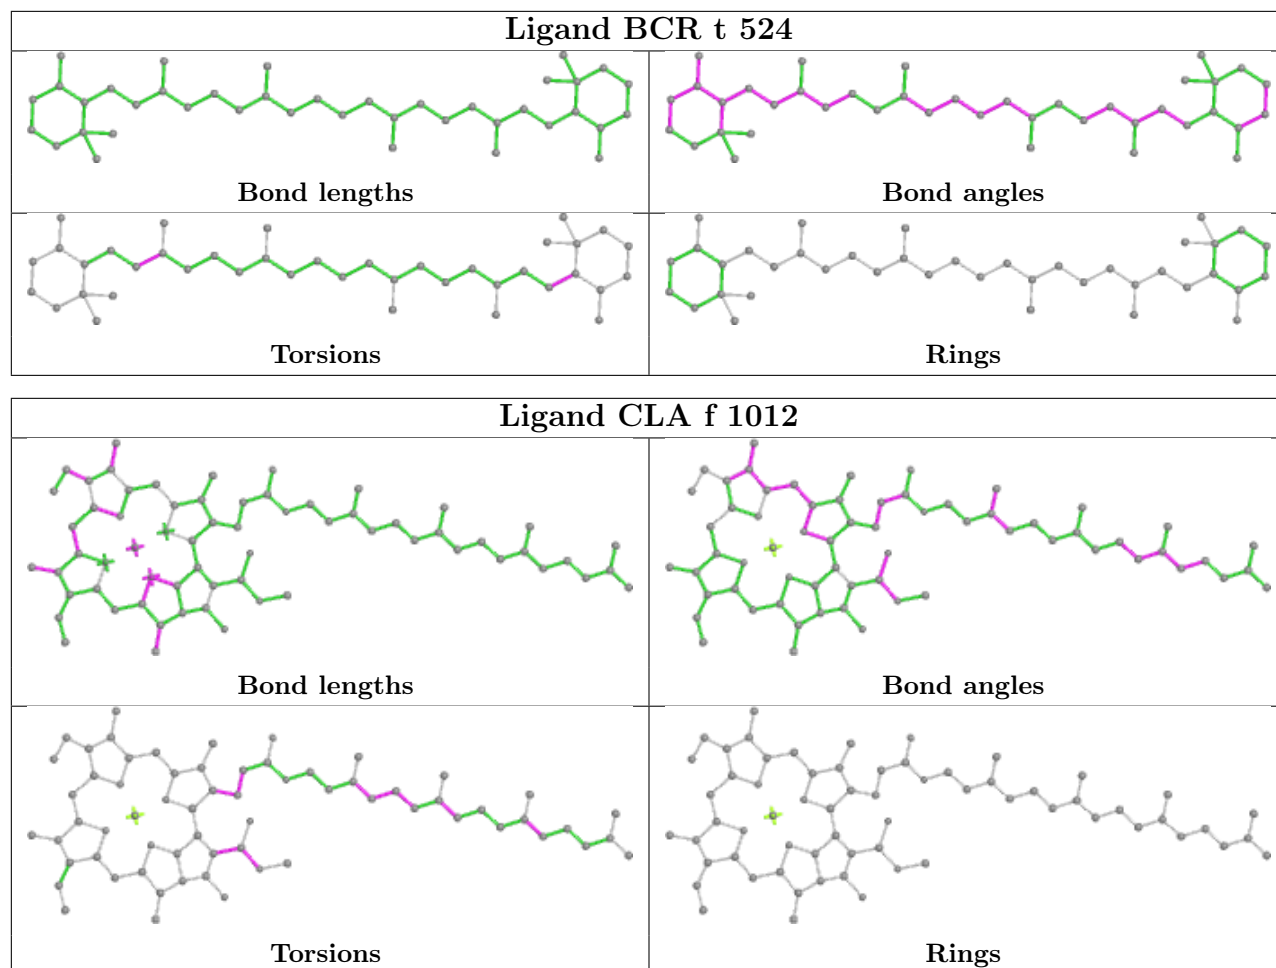 Ligand BCR t 524
Bond lengths
Bond angles
Torsions
Rings
Ligand CLA f 1012
Bond lengths
Bond angles
Torsions
Rings